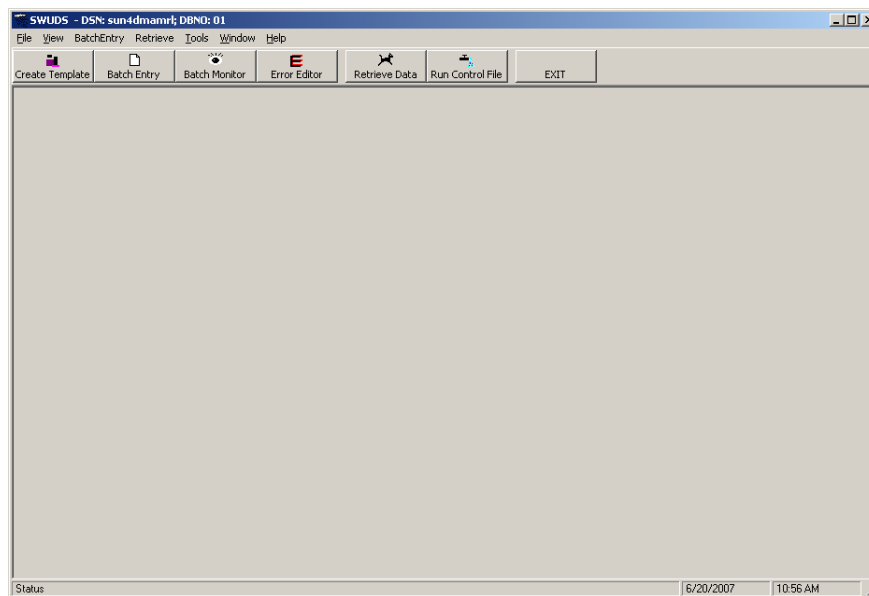 SWUDS - DSN: sun4dmamrl; DBNO: 01
File View BatchEntry Retrieve Tools Window Help
Create Template Batch Entry Batch Monitor Error Editor Retrieve Data Run Control File EXIT
Status 6/20/2007 10:56 AM